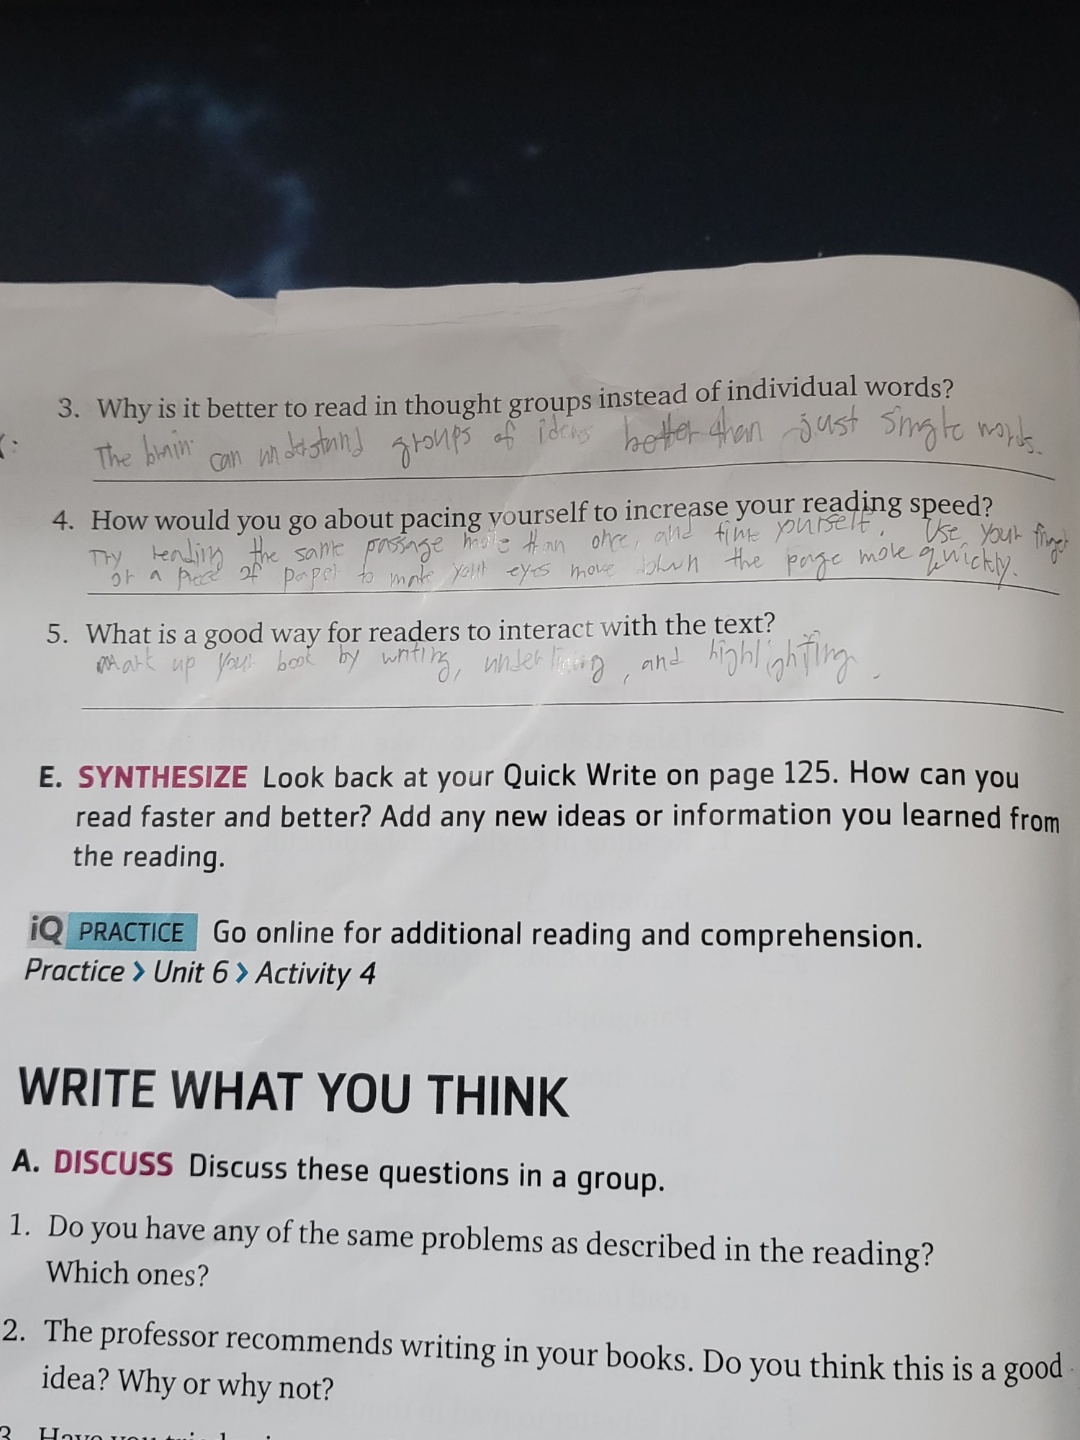 3. Why is it better to read in thought groups instead of individual words?
The brain can understand groups of ideas better than just single words.
4. How would you go about pacing yourself to increase your reading speed?
Try reading the same passage more than once, and time yourself. Use your finger
or a piece of paper to make your eyes move down the page more quickly.
5. What is a good way for readers to interact with the text?
Mark up your book by writing, underlining, and highlighting.
E. SYNTHESIZE Look back at your Quick Write on page 125. How can you
read faster and better? Add any new ideas or information you learned from
the reading.
iQ PRACTICE Go online for additional reading and comprehension.
Practice > Unit 6 > Activity 4
WRITE WHAT YOU THINK
A. DISCUSS Discuss these questions in a group.
1. Do you have any of the same problems as described in the reading?
Which ones?
2. The professor recommends writing in your books. Do you think this is a good
idea? Why or why not?
3. Have you